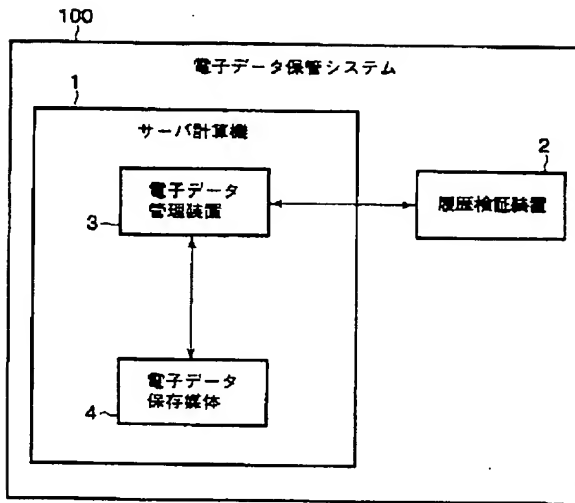 100
電子データ保管システム
1
サーバ計算機
2
電子データ
管理装置
3
履歴検証装置
電子データ
保存媒体
4